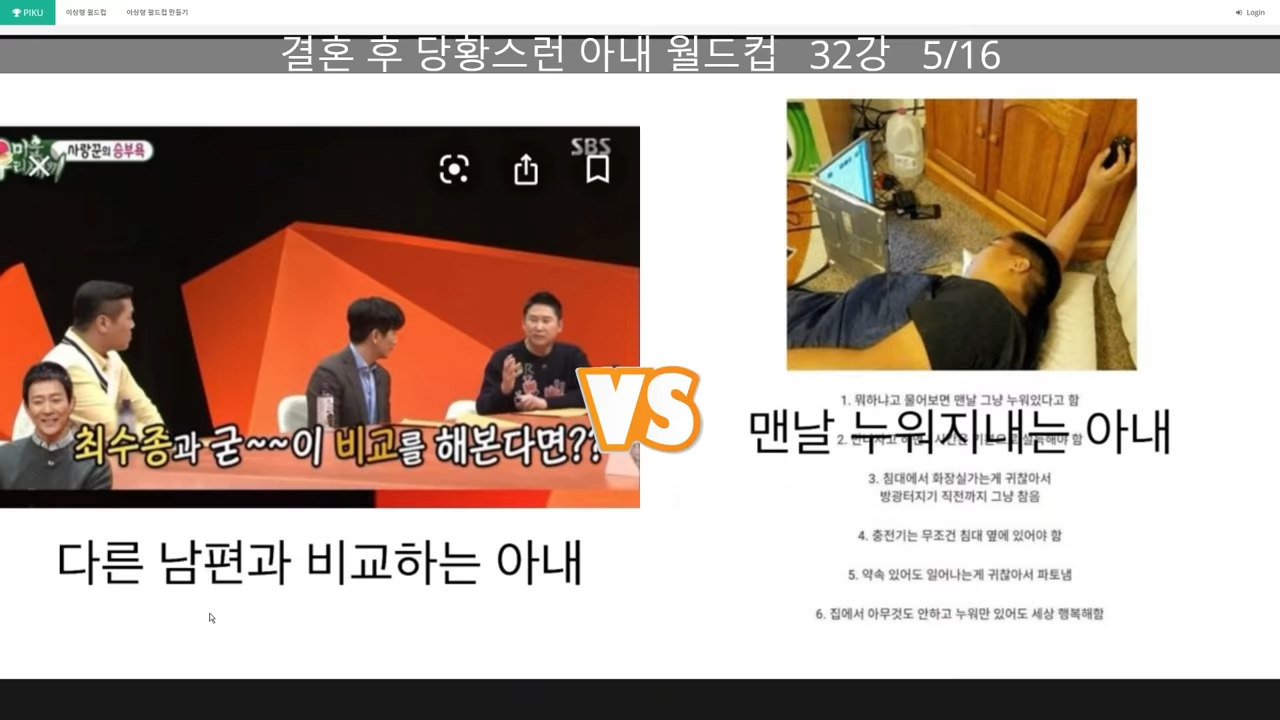 PIKU
이상형 월드컵
이상형 월드컵 만들기
Login
결혼 후 당황스런 아내 월드컵 32강 5/16
미운
우리
사랑꾼의 승부욕
SBS
최수종과 굳~~이 비교를 해본다면??
다른 남편과 비교하는 아내
VS
1. 뭐하냐고 물어보면 맨날 그냥 누워있다고 함
맨날 누워지내는 아내
3. 침대에서 화장실가는게 귀찮아서
방광터지기 직전까지 그냥 참음
4. 충전기는 무조건 침대 옆에 있어야 함
5. 약속 있어도 일어나는게 귀찮아서 파토냄
6. 집에서 아무것도 안하고 누워만 있어도 세상 행복해함